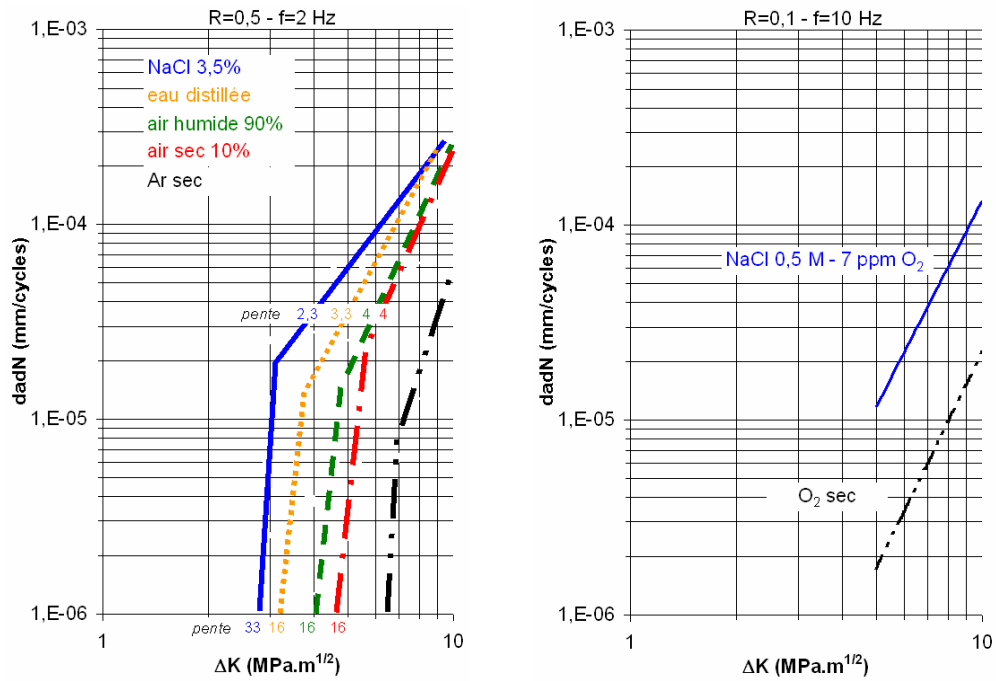 R=0,5 - f=2 Hz
1,E-03
NaCl 3,5%
eau distillée
air humide 90%
air sec 10%
Ar sec
1,E-04
dadN (mm/cycles)
pente 2,3 3,3 4 4
1,E-05
1,E-06
pente 33 16 16 16
1 10
ΔK (MPa.m^1/2)
R=0,1 - f=10 Hz
1,E-03
1,E-04
NaCl 0,5 M - 7 ppm O₂
dadN (mm/cycles)
1,E-05
O₂ sec
1,E-06
1 10
ΔK (MPa.m^1/2)